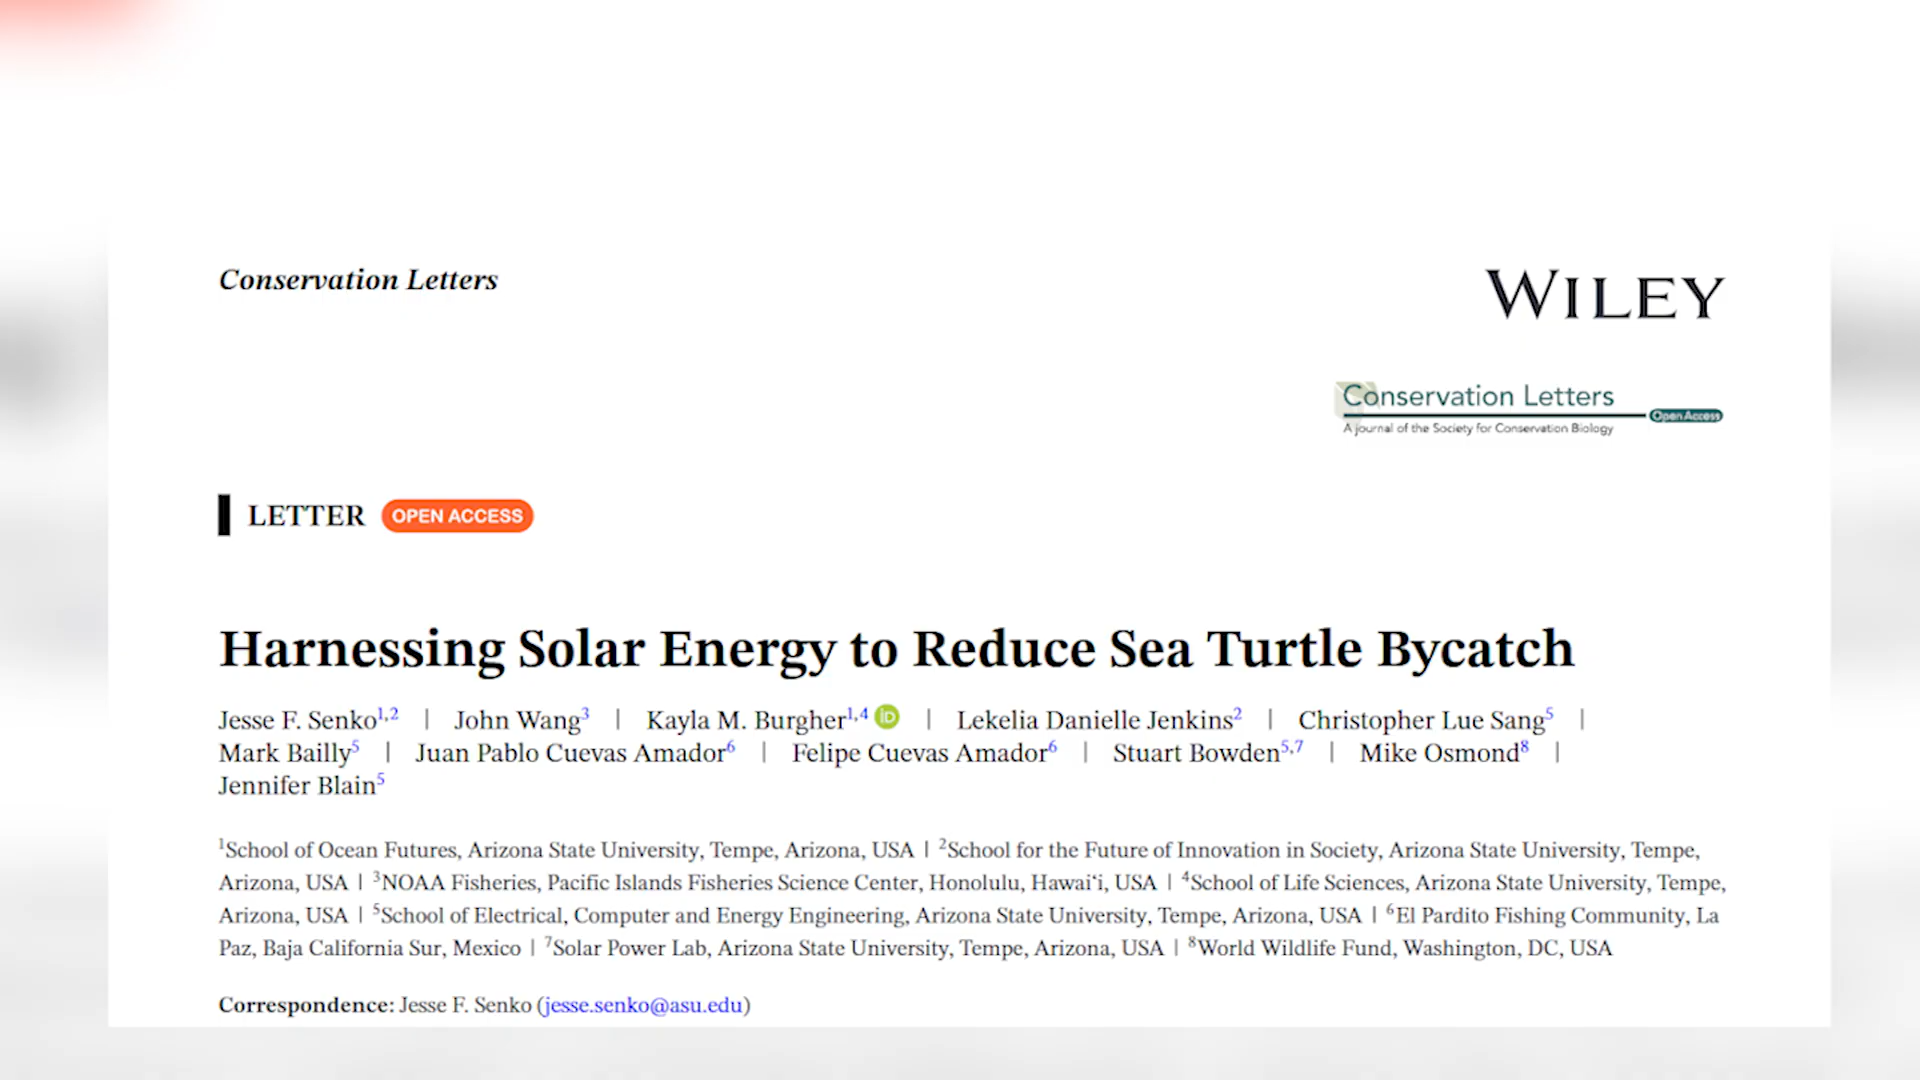 Conservation Letters
WILEY
Conservation Letters
Open Access
A journal of the Society for Conservation Biology
LETTER OPEN ACCESS
Harnessing Solar Energy to Reduce Sea Turtle Bycatch
Jesse F. Senko1,2 | John Wang3 | Kayla M. Burgher1,4 iD | Lekelia Danielle Jenkins2 | Christopher Lue Sang5 |
Mark Bailly5 | Juan Pablo Cuevas Amador6 | Felipe Cuevas Amador6 | Stuart Bowden5,7 | Mike Osmond8 |
Jennifer Blain5
1School of Ocean Futures, Arizona State University, Tempe, Arizona, USA | 2School for the Future of Innovation in Society, Arizona State University, Tempe,
Arizona, USA | 3NOAA Fisheries, Pacific Islands Fisheries Science Center, Honolulu, Hawaiʻi, USA | 4School of Life Sciences, Arizona State University, Tempe,
Arizona, USA | 5School of Electrical, Computer and Energy Engineering, Arizona State University, Tempe, Arizona, USA | 6El Pardito Fishing Community, La
Paz, Baja California Sur, Mexico | 7Solar Power Lab, Arizona State University, Tempe, Arizona, USA | 8World Wildlife Fund, Washington, DC, USA
Correspondence: Jesse F. Senko (jesse.senko@asu.edu)